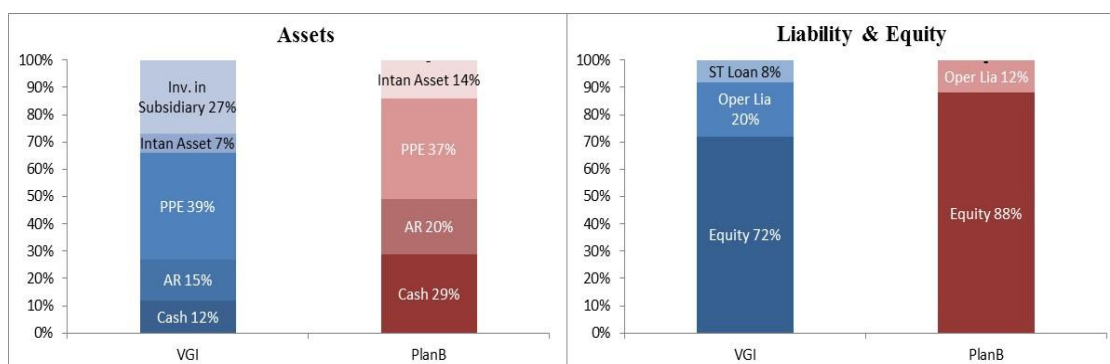 Assets
100%
90%
80%
70%
60%
50%
40%
30%
20%
10%
0%
Inv. in
Subsidiary 27%
Intan Asset 7%
PPE 39%
AR 15%
Cash 12%
VGI
-
Intan Asset 14%
PPE 37%
AR 20%
Cash 29%
PlanB
Liability & Equity
100%
90%
80%
70%
60%
50%
40%
30%
20%
10%
0%
ST Loan 8%
Oper Lia
20%
Equity 72%
VGI
-
Oper Lia 12%
Equity 88%
PlanB